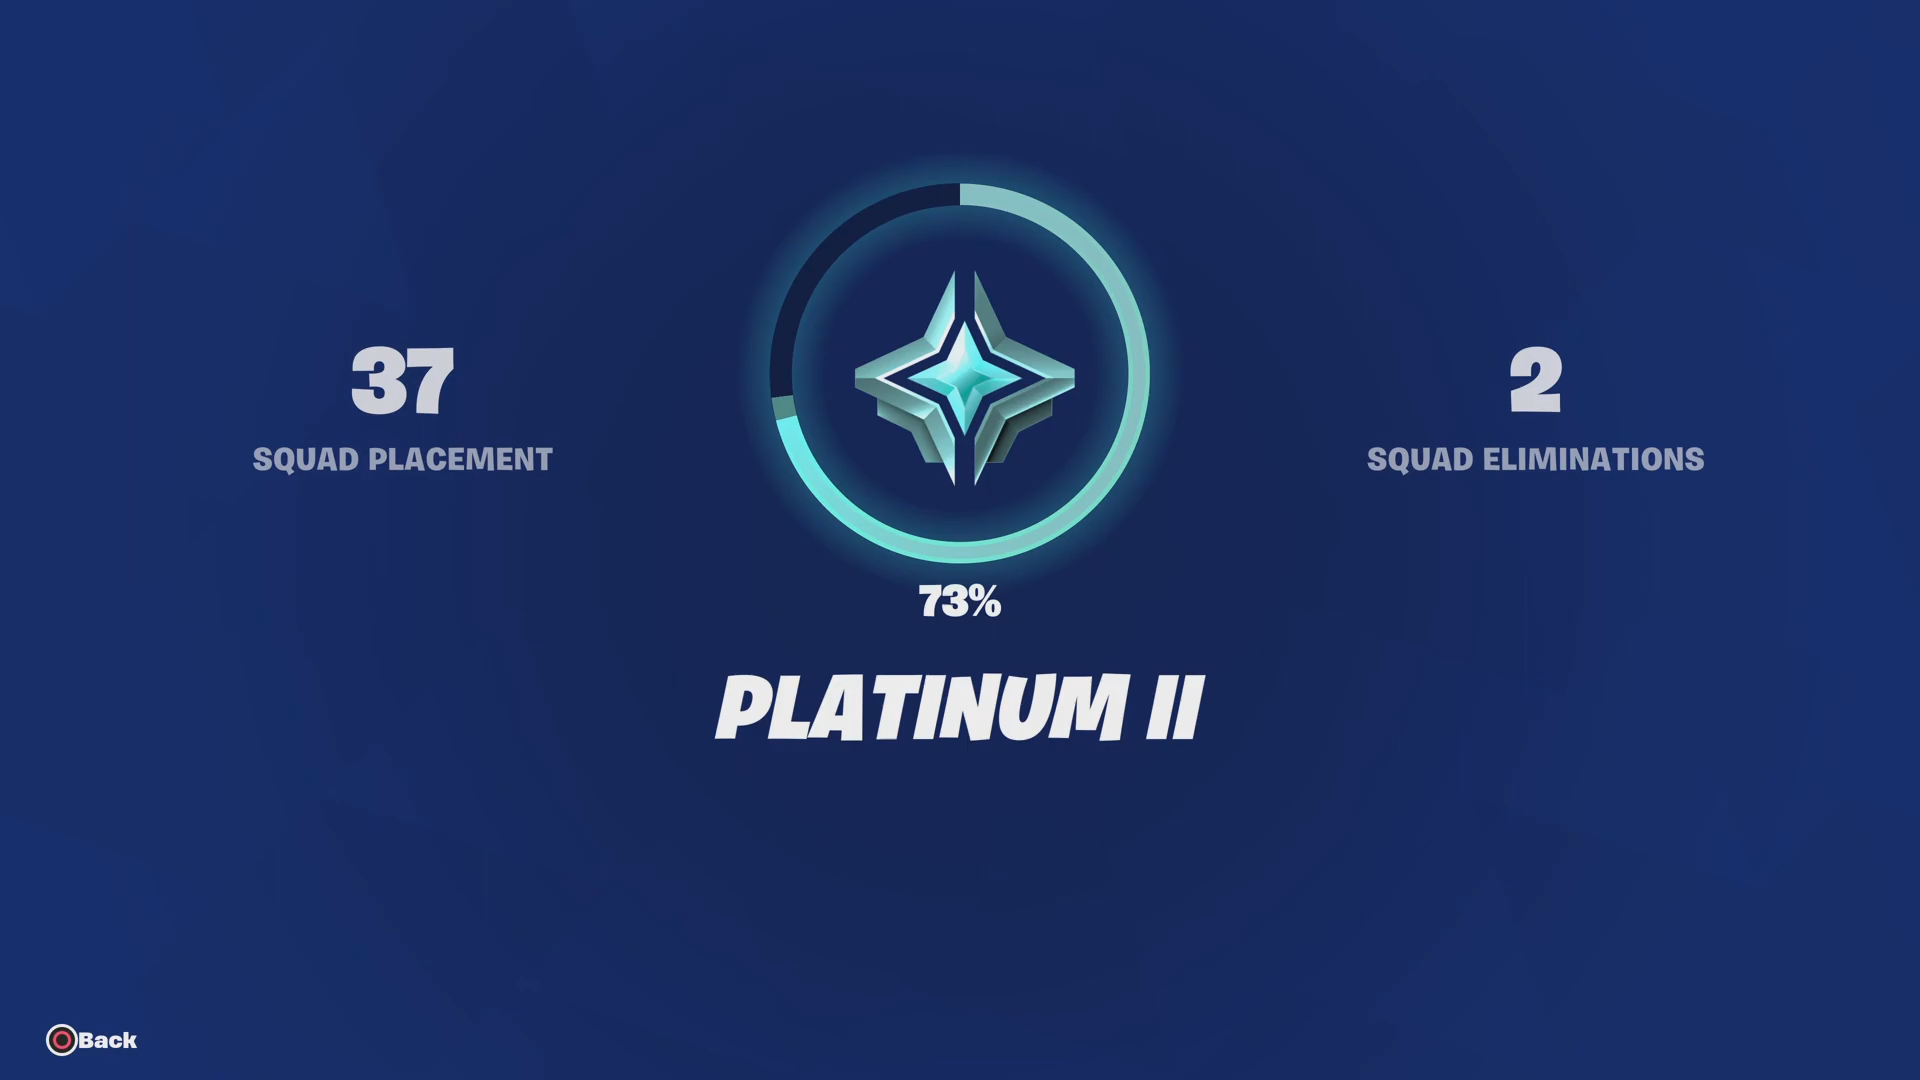 37
SQUAD PLACEMENT
73%
PLATINUM II
2
SQUAD ELIMINATIONS
Back